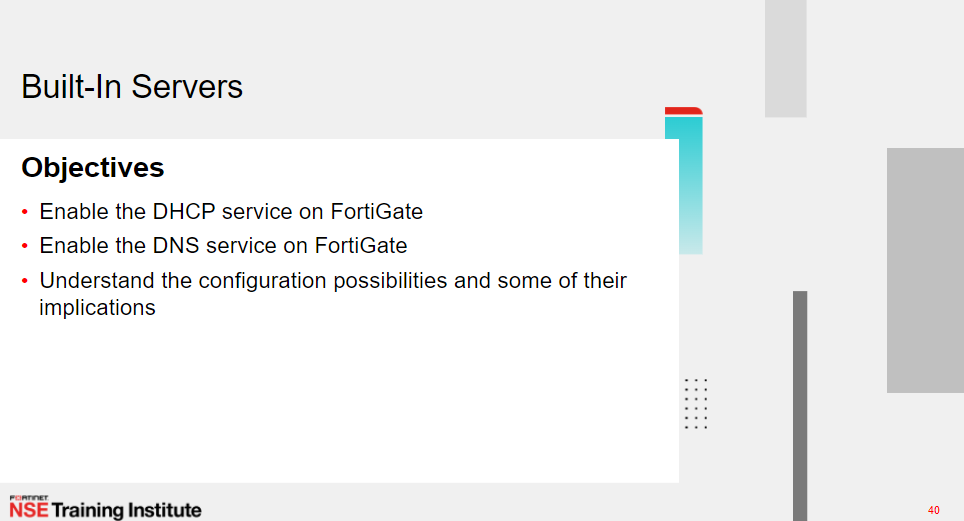 Built-In Servers
Objectives
• Enable the DHCP service on FortiGate
• Enable the DNS service on FortiGate
• Understand the configuration possibilities and some of their
implications
FORTINET
NSE Training Institute
40